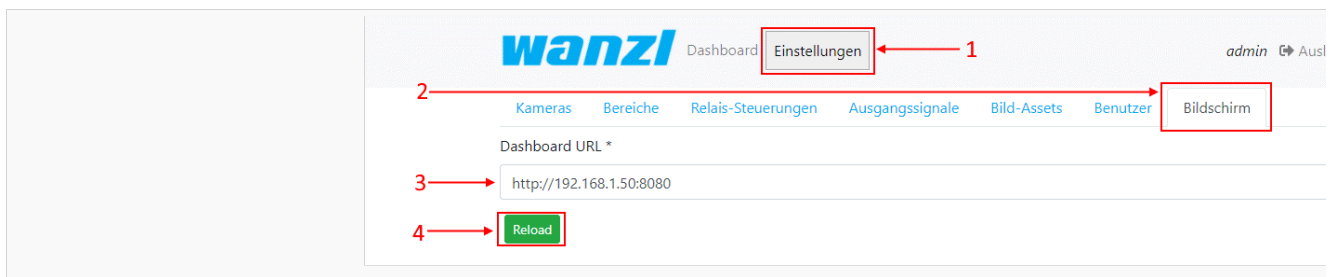 wanzl Dashboard Einstellungen 1 admin Ausl
2
Kameras Bereiche Relais-Steuerungen Ausgangssignale Bild-Assets Benutzer Bildschirm
Dashboard URL *
3 http://192.168.1.50:8080
4 Reload